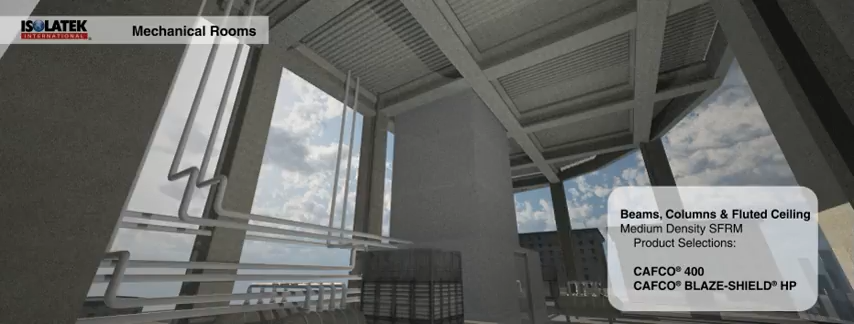 ISOLATEK
INTERNATIONAL
Mechanical Rooms
Beams, Columns & Fluted Ceiling
Medium Density SFRM
Product Selections:
CAFCO® 400
CAFCO® BLAZE-SHIELD® HP